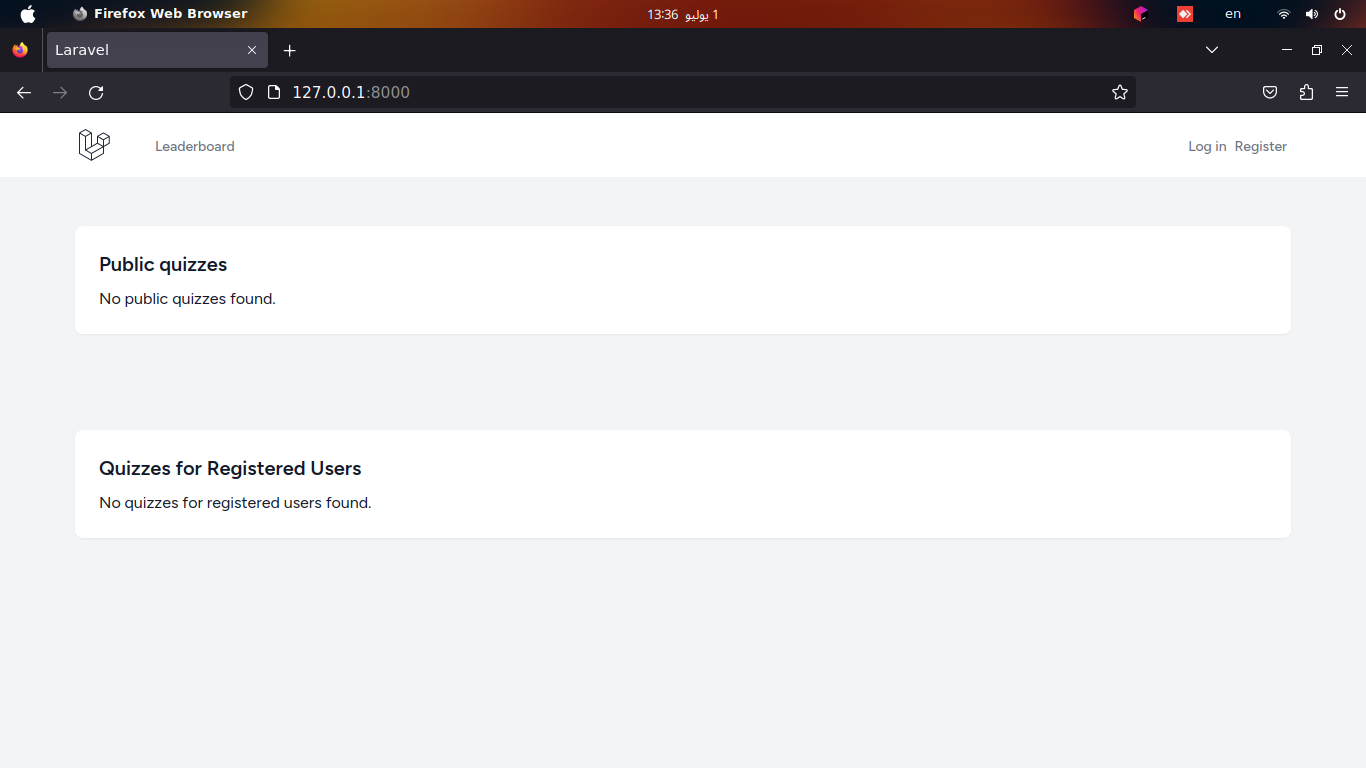 Firefox Web Browser
1 يوليو 13:36
en
Laravel
127.0.0.1:8000
Leaderboard
Log in Register
Public quizzes
No public quizzes found.
Quizzes for Registered Users
No quizzes for registered users found.